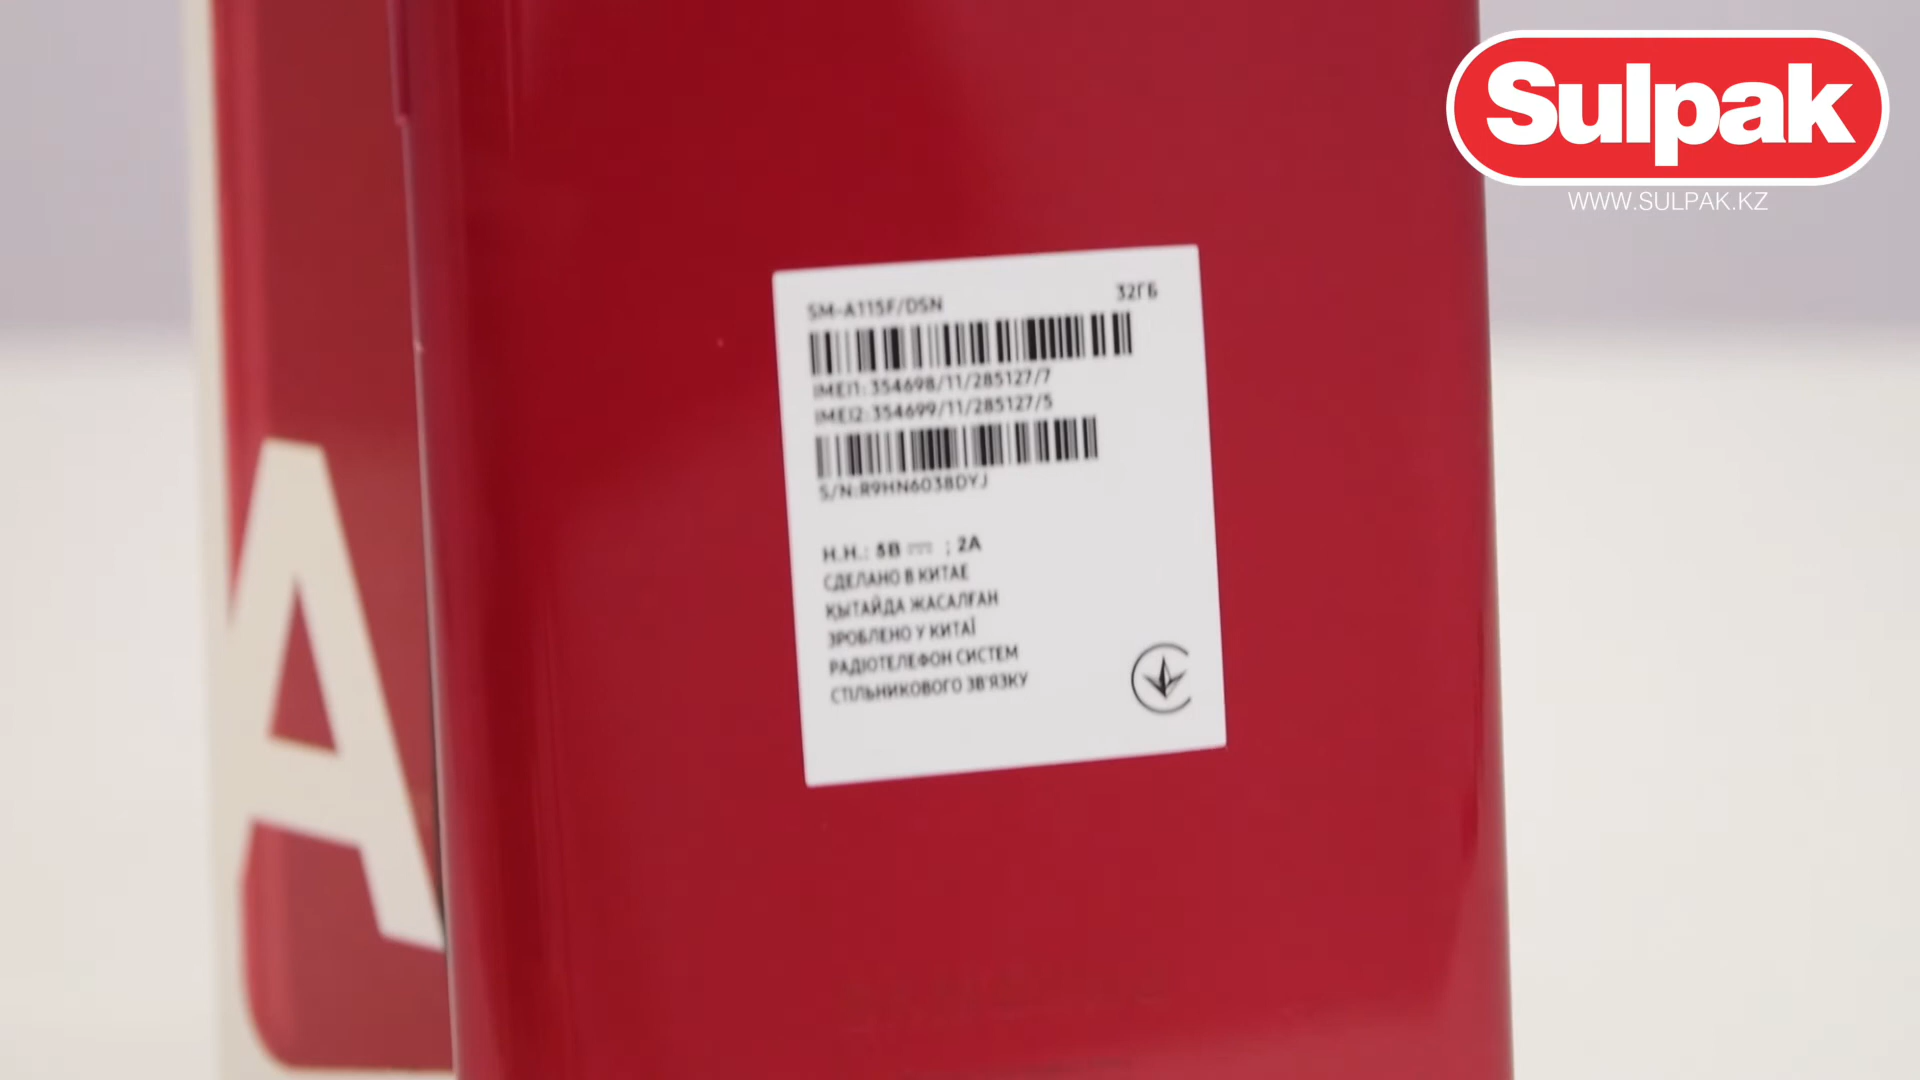 Sulpak
WWW.SULPAK.KZ
SM-A115F/DSN 32ГБ
IMEI1: 354698/11/285127/7
IMEI2: 354699/11/285127/5
S/N:R9HN6038DYJ
Н.Н.: 5В ⎓ ; 2А
СДЕЛАНО В КИТАЕ
ҚЫТАЙДА ЖАСАЛҒАН
ЗРОБЛЕНО У КИТАЇ
РАДІОТЕЛЕФОН СИСТЕМ
СТІЛЬНИКОВОГО ЗВ'ЯЗКУ
A